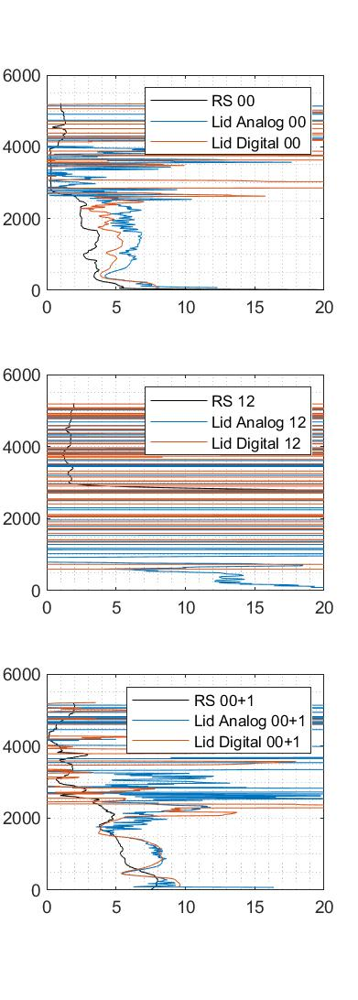 6000
RS 00
Lid Analog 00
Lid Digital 00
4000
2000
0
0 5 10 15 20
6000
RS 12
Lid Analog 12
Lid Digital 12
4000
2000
0
0 5 10 15 20
6000
RS 00+1
Lid Analog 00+1
Lid Digital 00+1
4000
2000
0
0 5 10 15 20